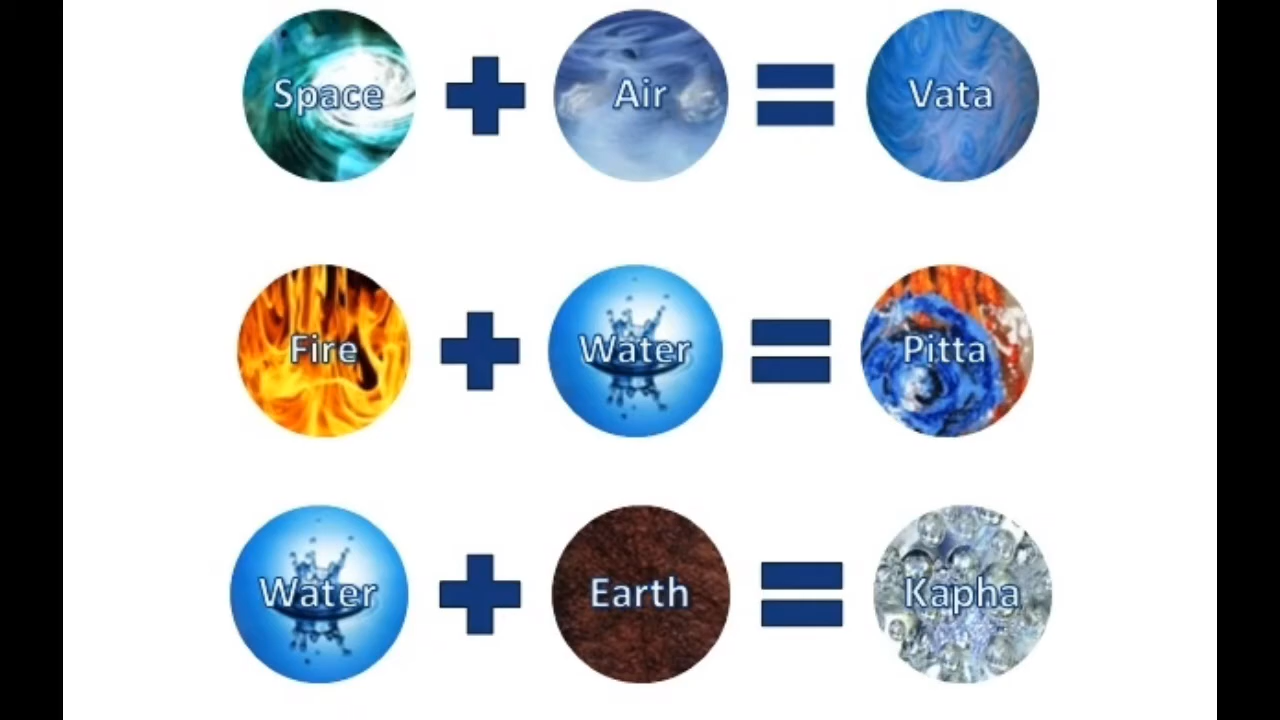 Space + Air = Vata
Fire + Water = Pitta
Water + Earth = Kapha